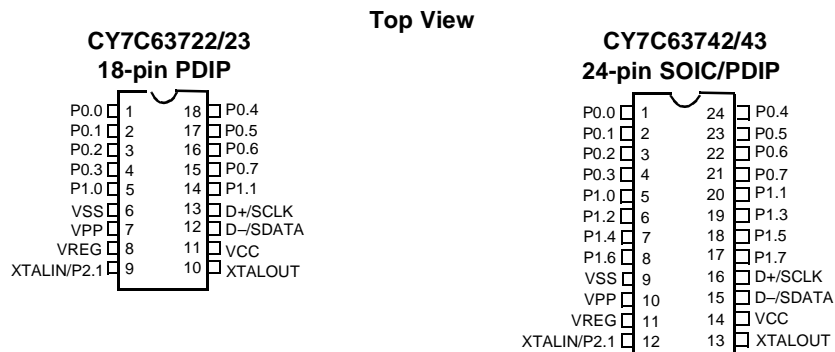 Top View
CY7C63722/23
18-pin PDIP
P0.0 1 18 P0.4
P0.1 2 17 P0.5
P0.2 3 16 P0.6
P0.3 4 15 P0.7
P1.0 5 14 P1.1
VSS 6 13 D+/SCLK
VPP 7 12 D–/SDATA
VREG 8 11 VCC
XTALIN/P2.1 9 10 XTALOUT
CY7C63742/43
24-pin SOIC/PDIP
P0.0 1 24 P0.4
P0.1 2 23 P0.5
P0.2 3 22 P0.6
P0.3 4 21 P0.7
P1.0 5 20 P1.1
P1.2 6 19 P1.3
P1.4 7 18 P1.5
P1.6 8 17 P1.7
VSS 9 16 D+/SCLK
VPP 10 15 D–/SDATA
VREG 11 14 VCC
XTALIN/P2.1 12 13 XTALOUT